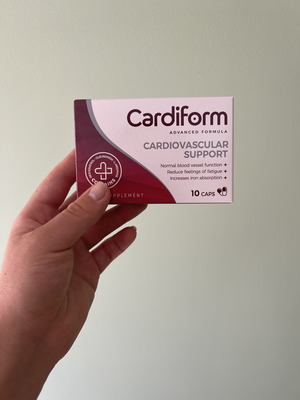 Cardiform
ADVANCED FORMULA
CARDIOVASCULAR
SUPPORT
Normal blood vessel function +
Reduce feelings of fatigue +
Increases iron absorption +
SUPPLEMENT
10 CAPS